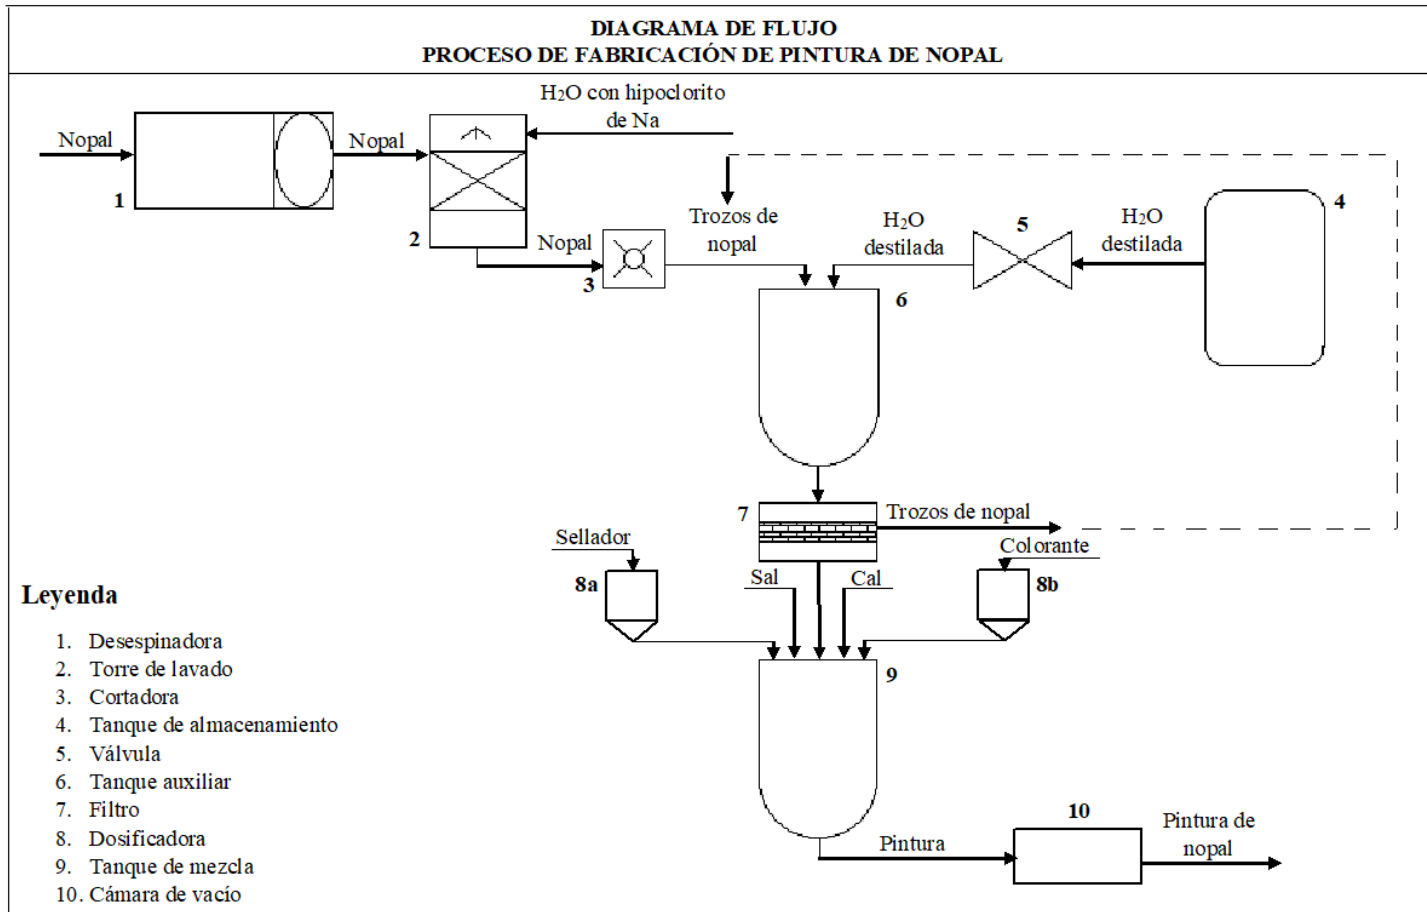 DIAGRAMA DE FLUJO
PROCESO DE FABRICACIÓN DE PINTURA DE NOPAL
H₂O con hipoclorito
de Na
Nopal
Nopal
1
2
Nopal
3
Trozos de
nopal
H₂O
destilada
5
H₂O
destilada
4
6
7
Trozos de nopal
Sellador
8a
Sal
Cal
Colorante
8b
9
Pintura
10
Pintura de
nopal
Leyenda
1. Desespinadora
2. Torre de lavado
3. Cortadora
4. Tanque de almacenamiento
5. Válvula
6. Tanque auxiliar
7. Filtro
8. Dosificadora
9. Tanque de mezcla
10. Cámara de vacío